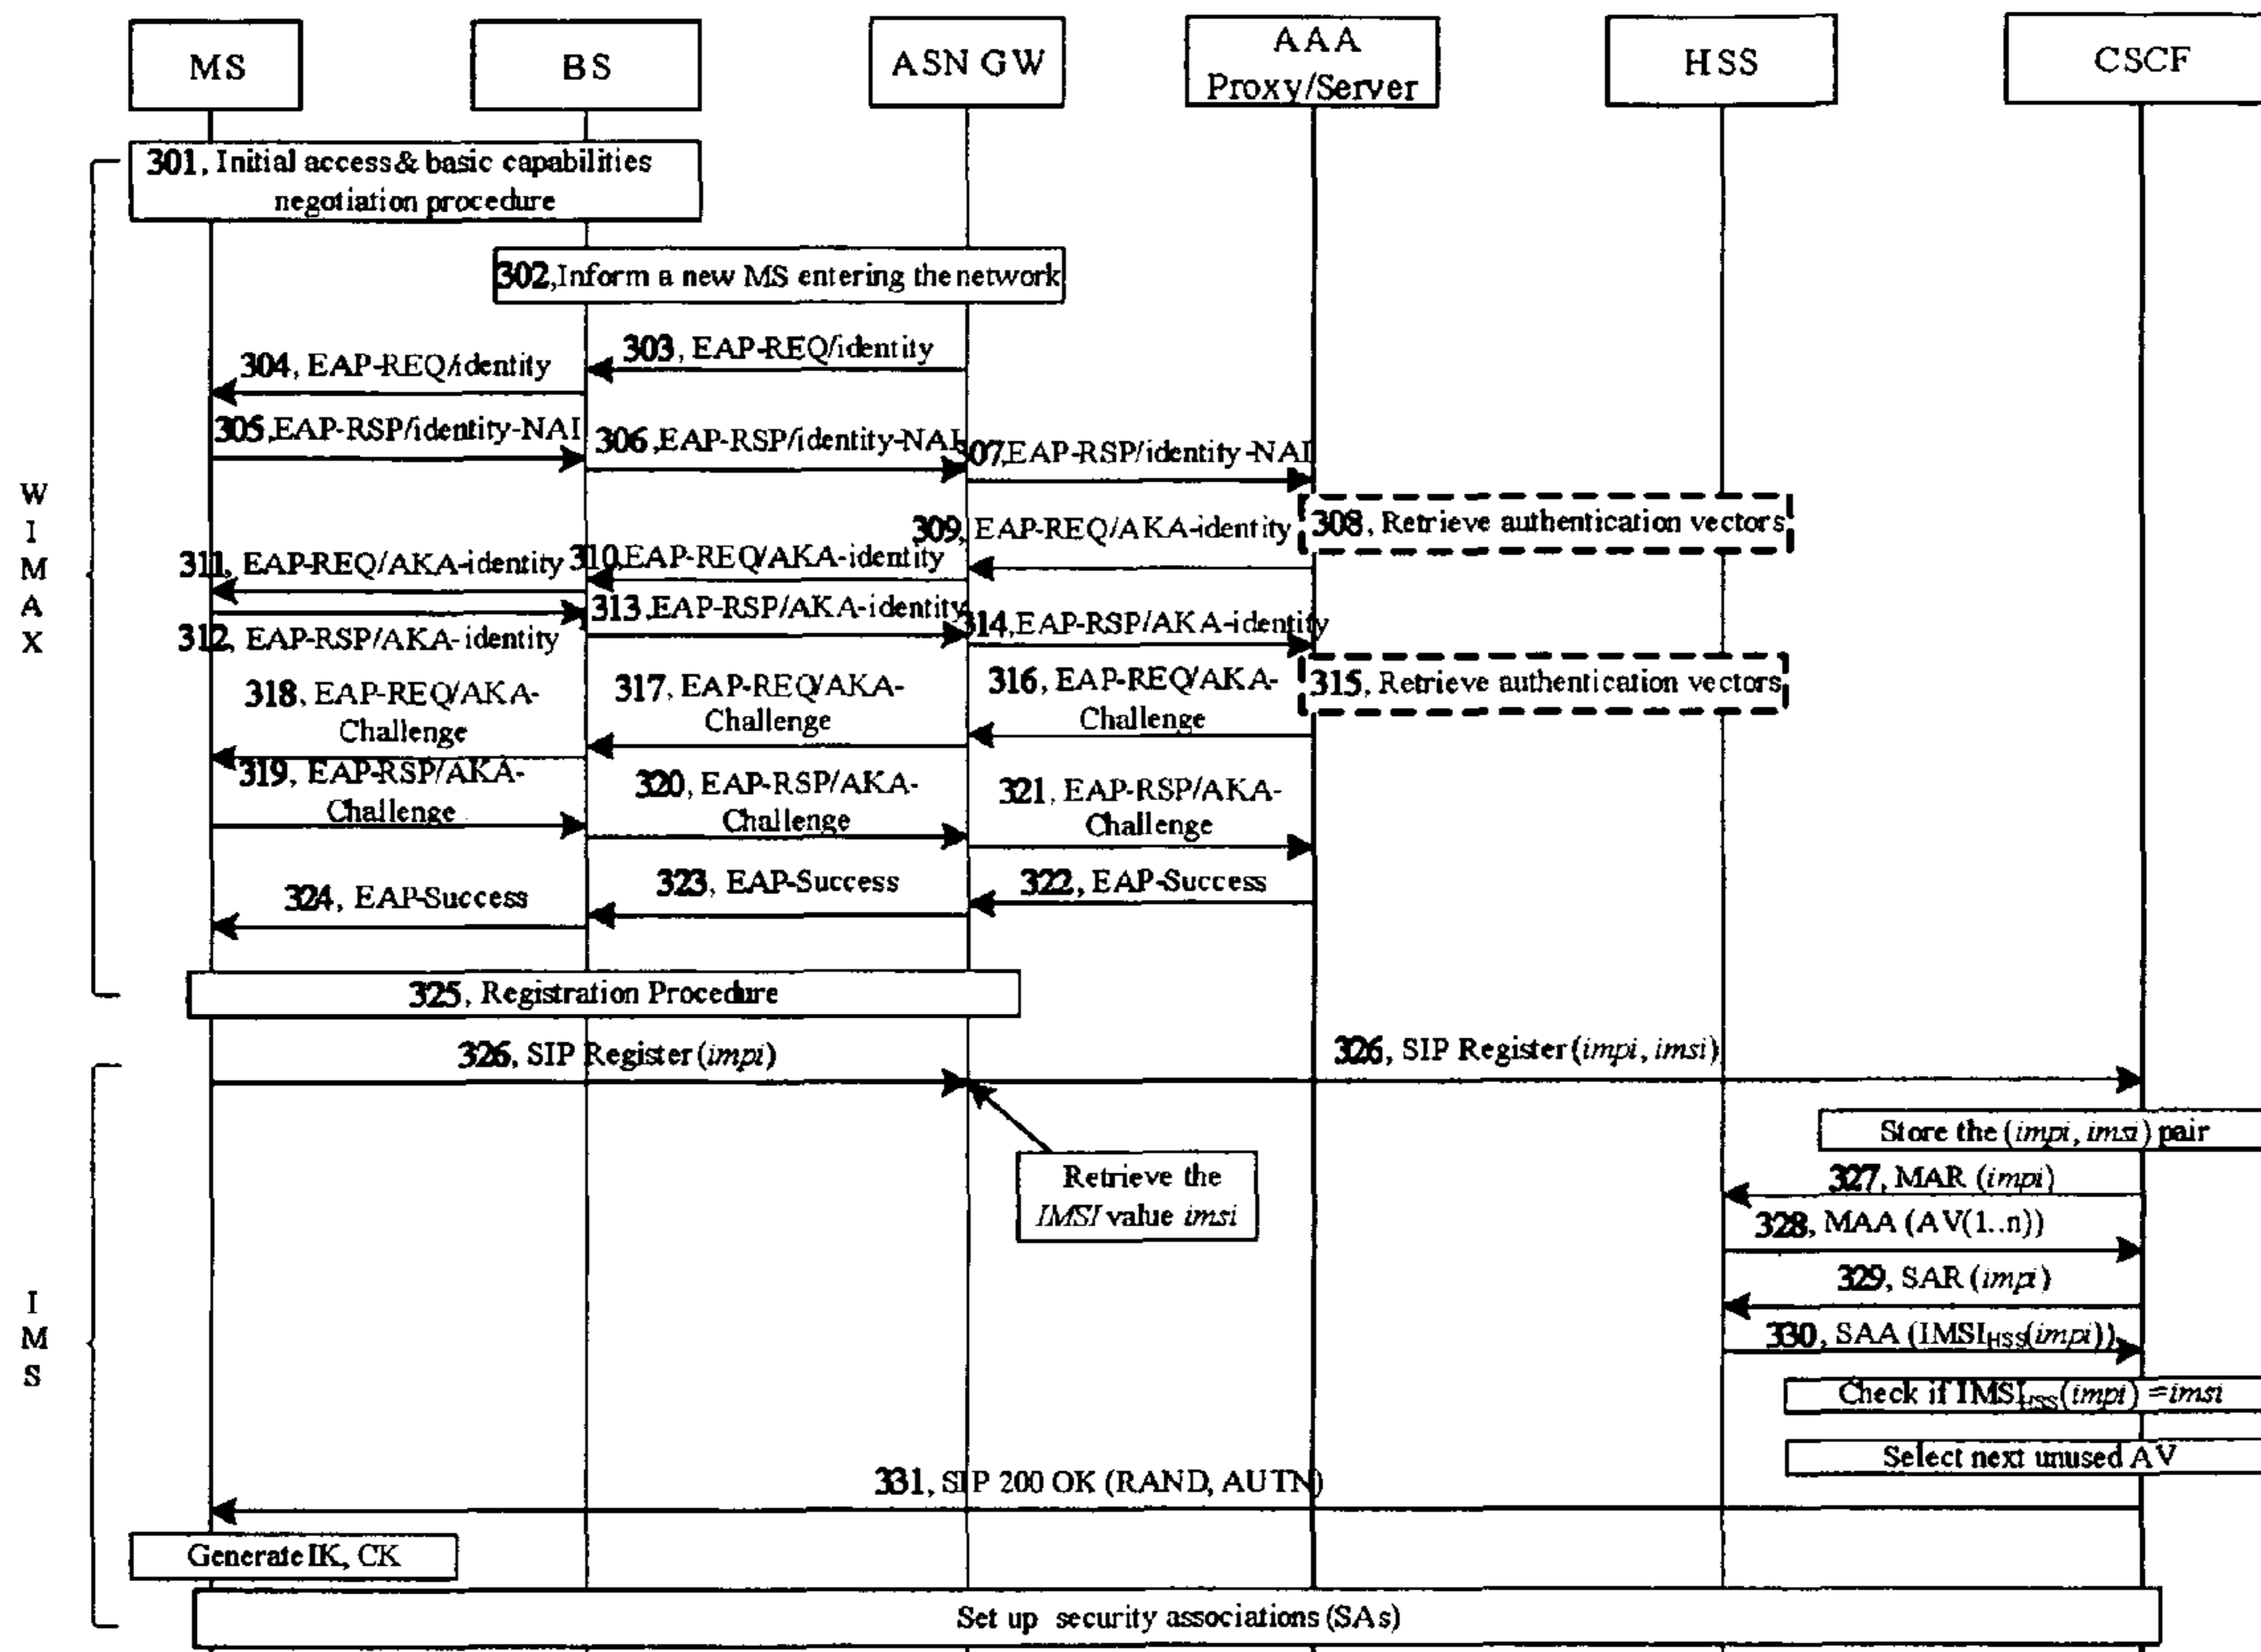 MS
BS
ASN GW
AAA
Proxy/Server
HSS
CSCF
WIMAX
301, Initial access & basic capabilities
negotiation procedure
302,Inform a new MS entering the network
303, EAP-REQ/identity
304, EAP-REQ/identity
305,EAP-RSP/identity-NAI
306,EAP-RSP/identity-NAI
307,EAP-RSP/identity-NAI
308, Retrieve authentication vectors
309, EAP-REQ/AKA-identity
310,EAP-REQ/AKA-identity
311, EAP-REQ/AKA-identity
312, EAP-RSP/AKA-identity
313,EAP-RSP/AKA-identity
314,EAP-RSP/AKA-identity
315, Retrieve authentication vectors
316, EAP-REQ/AKA-
Challenge
317, EAP-REQ/AKA-
Challenge
318, EAP-REQ/AKA-
Challenge
319, EAP-RSP/AKA-
Challenge
320, EAP-RSP/AKA-
Challenge
321, EAP-RSP/AKA-
Challenge
322, EAP-Success
323, EAP-Success
324, EAP-Success
325, Registration Procedure
IMS
326, SIP Register(impi)
326, SIP Register(impi, imsi)
Retrieve the
IMSI value imsi
Store the (impi, imsi) pair
327, MAR (impi)
328, MAA (AV(1..n))
329, SAR (impi)
330, SAA (IMSIHSS(impi))
Check if IMSIHSS(impi) =imsi
Select next unused AV
331, SIP 200 OK (RAND, AUTN)
Generate IK, CK
Set up security associations (SAs)